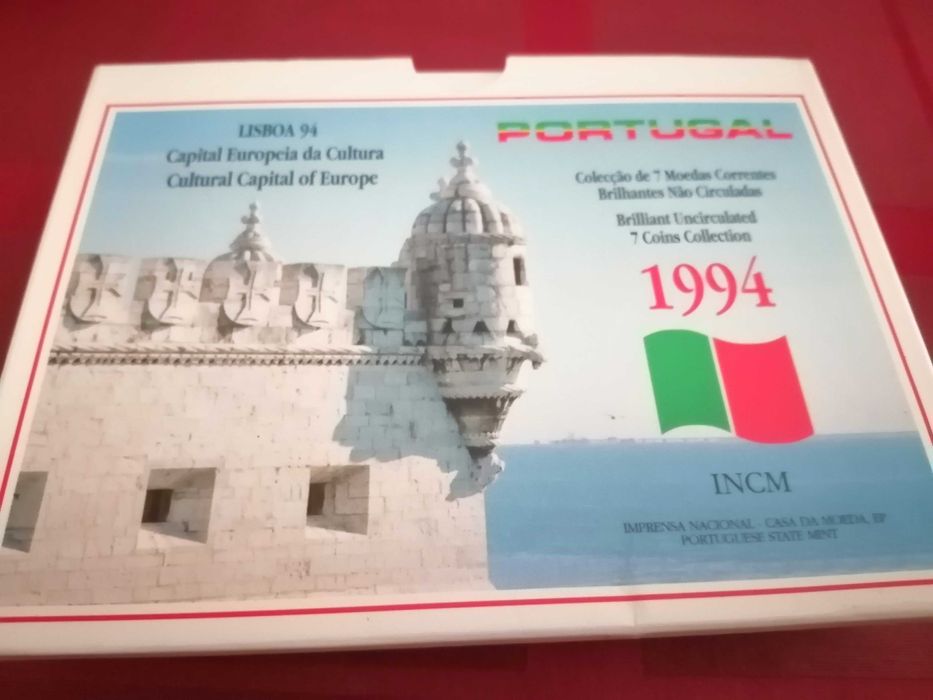 LISBOA 94
Capital Europeia da Cultura
Cultural Capital of Europe
PORTUGAL
Colecção de 7 Moedas Correntes
Brilhantes Não Circuladas
Brilliant Uncirculated
7 Coins Collection
1994
INCM
IMPRENSA NACIONAL - CASA DA MOEDA, EP
PORTUGUESE STATE MINT